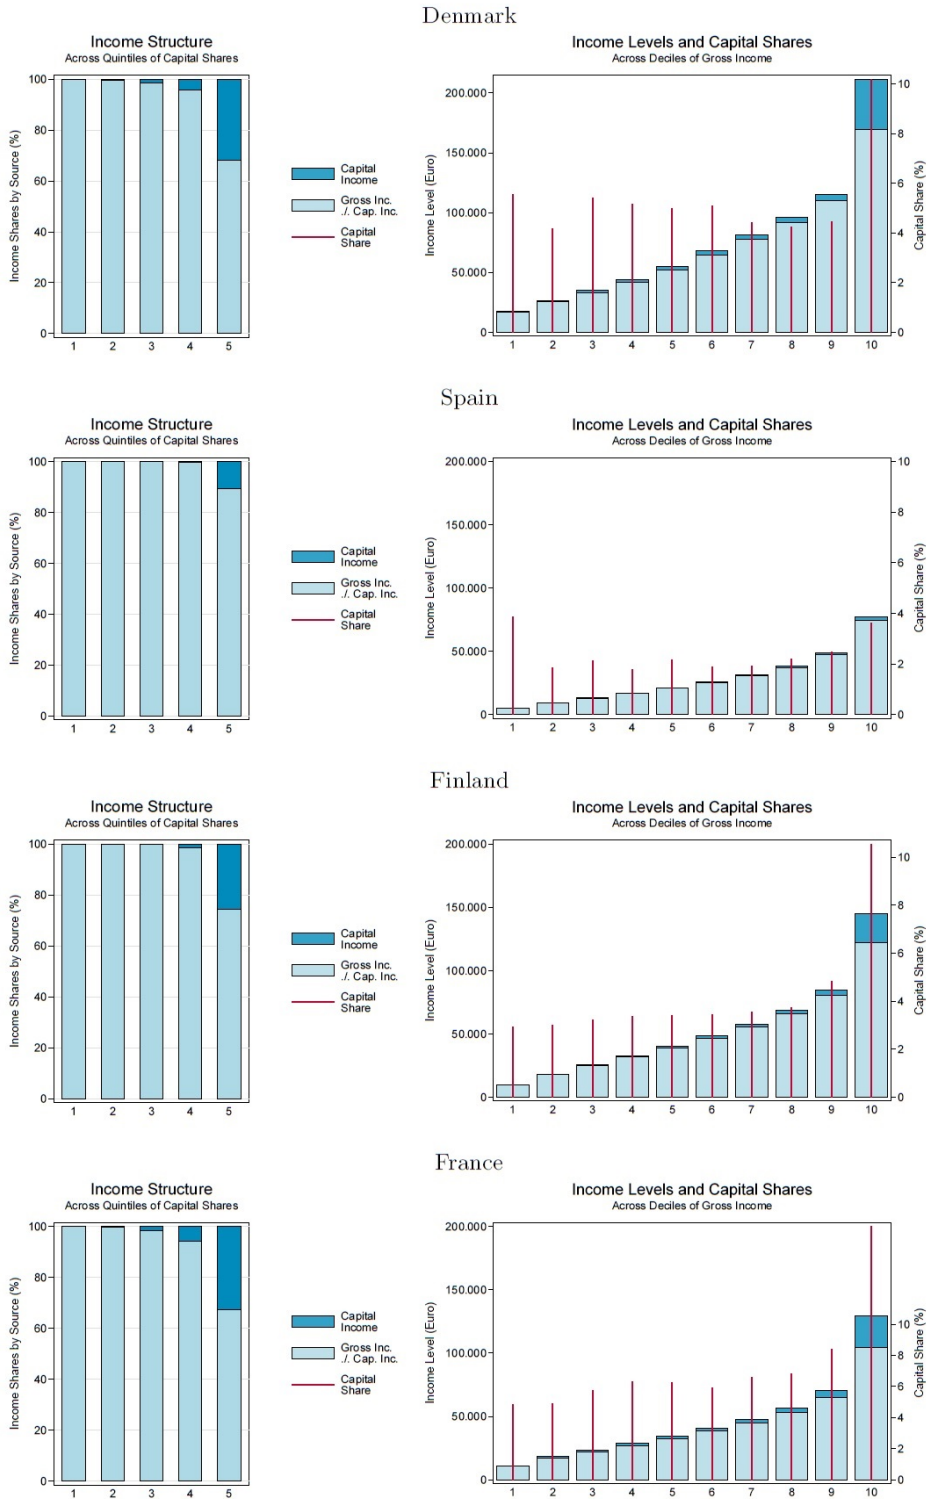 Denmark
Income Structure
Across Quintiles of Capital Shares
Income Shares by Source (%)
100
80
60
40
20
0
1 2 3 4 5
Capital
Income
Gross Inc.
./. Cap. Inc.
Capital
Share
Income Levels and Capital Shares
Across Deciles of Gross Income
Income Level (Euro)
200.000
150.000
100.000
50.000
0
1 2 3 4 5 6 7 8 9 10
10
8
6
4
2
0
Capital Share (%)
Spain
Income Structure
Across Quintiles of Capital Shares
Income Shares by Source (%)
100
80
60
40
20
0
1 2 3 4 5
Capital
Income
Gross Inc.
./. Cap. Inc.
Capital
Share
Income Levels and Capital Shares
Across Deciles of Gross Income
Income Level (Euro)
200.000
150.000
100.000
50.000
0
1 2 3 4 5 6 7 8 9 10
10
8
6
4
2
0
Capital Share (%)
Finland
Income Structure
Across Quintiles of Capital Shares
Income Shares by Source (%)
100
80
60
40
20
0
1 2 3 4 5
Capital
Income
Gross Inc.
./. Cap. Inc.
Capital
Share
Income Levels and Capital Shares
Across Deciles of Gross Income
Income Level (Euro)
200.000
150.000
100.000
50.000
0
1 2 3 4 5 6 7 8 9 10
10
8
6
4
2
0
Capital Share (%)
France
Income Structure
Across Quintiles of Capital Shares
Income Shares by Source (%)
100
80
60
40
20
0
1 2 3 4 5
Capital
Income
Gross Inc.
./. Cap. Inc.
Capital
Share
Income Levels and Capital Shares
Across Deciles of Gross Income
Income Level (Euro)
200.000
150.000
100.000
50.000
0
1 2 3 4 5 6 7 8 9 10
10
8
6
4
2
0
Capital Share (%)